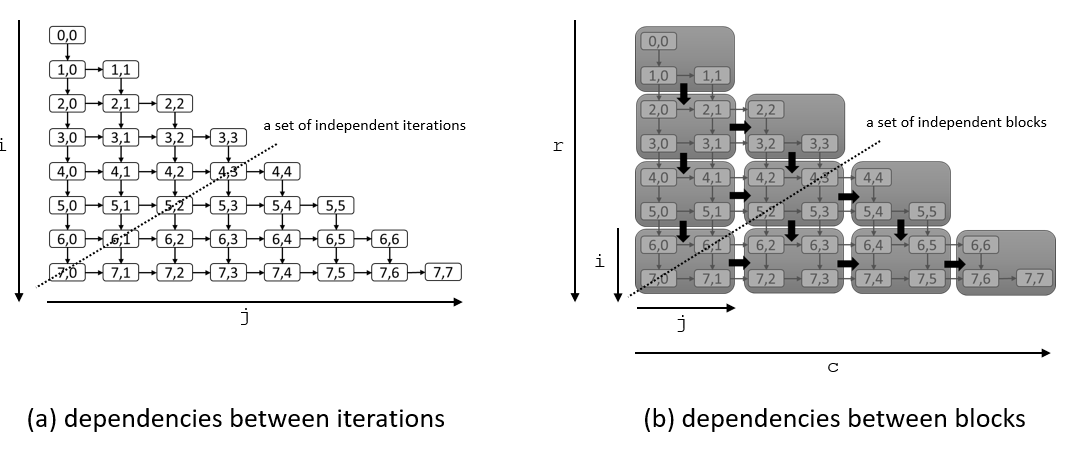 0,0
1,0 1,1
2,0 2,1 2,2
3,0 3,1 3,2 3,3
a set of independent iterations
i
4,0 4,1 4,2 4,3 4,4
5,0 5,1 5,2 5,3 5,4 5,5
6,0 6,1 6,2 6,3 6,4 6,5 6,6
7,0 7,1 7,2 7,3 7,4 7,5 7,6 7,7
j
(a) dependencies between iterations
0,0
1,0 1,1
2,0 2,1 2,2
a set of independent blocks
r
3,0 3,1 3,2 3,3
4,0 4,1 4,2 4,3 4,4
5,0 5,1 5,2 5,3 5,4 5,5
6,0 6,1 6,2 6,3 6,4 6,5 6,6
i
7,0 7,1 7,2 7,3 7,4 7,5 7,6 7,7
j
c
(b) dependencies between blocks